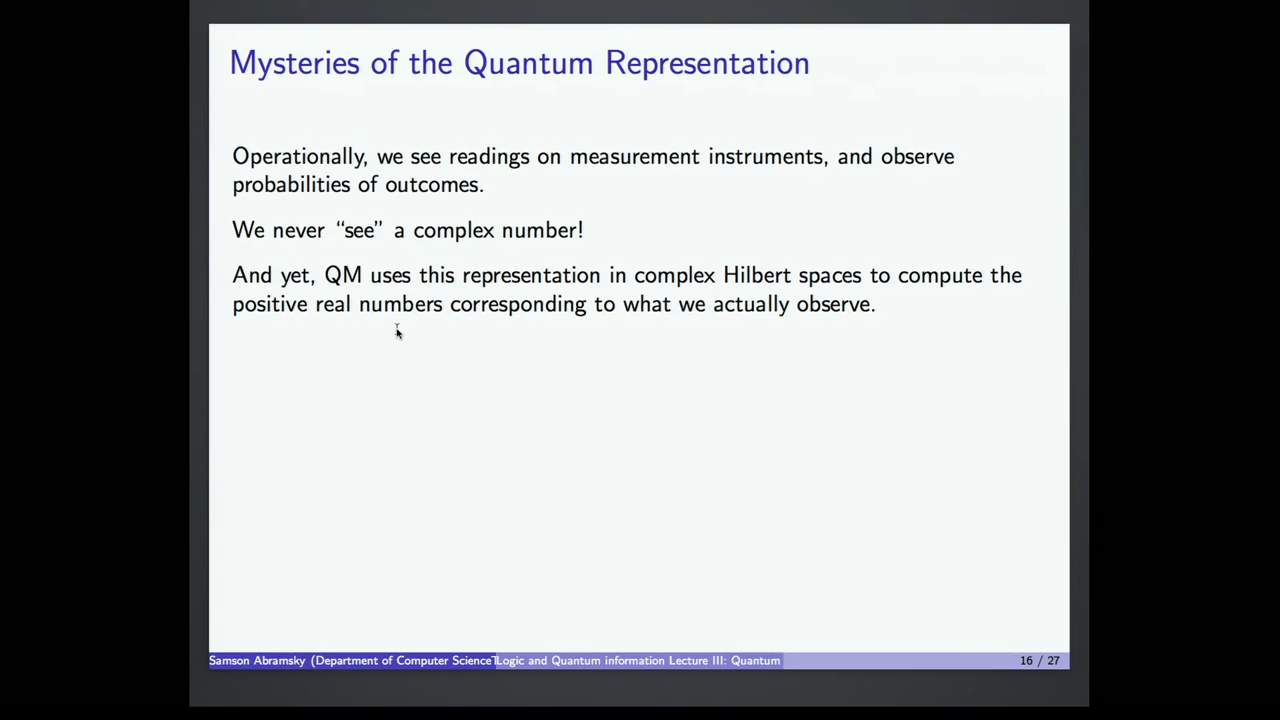 Mysteries of the Quantum Representation
Operationally, we see readings on measurement instruments, and observe
probabilities of outcomes.
We never “see” a complex number!
And yet, QM uses this representation in complex Hilbert spaces to compute the
positive real numbers corresponding to what we actually observe.
Samson Abramsky (Department of Computer Science Logic and Quantum information Lecture III: Quantum 16 / 27